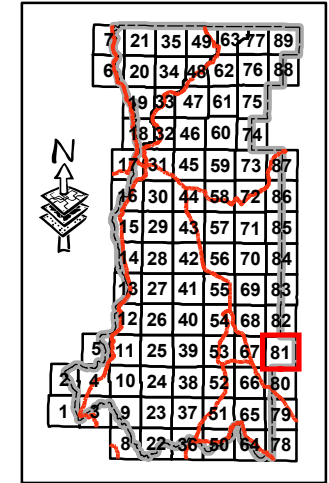 7 21 35 49 63 77 89
6 20 34 48 62 76 88
19 33 47 61 75
18 32 46 60 74
N
17 31 45 59 73 87
16 30 44 58 72 86
15 29 43 57 71 85
14 28 42 56 70 84
13 27 41 55 69 83
12 26 40 54 68 82
5 11 25 39 53 67 81
2 4 10 24 38 52 66 80
1 3 9 23 37 51 65 79
8 22 36 50 64 78